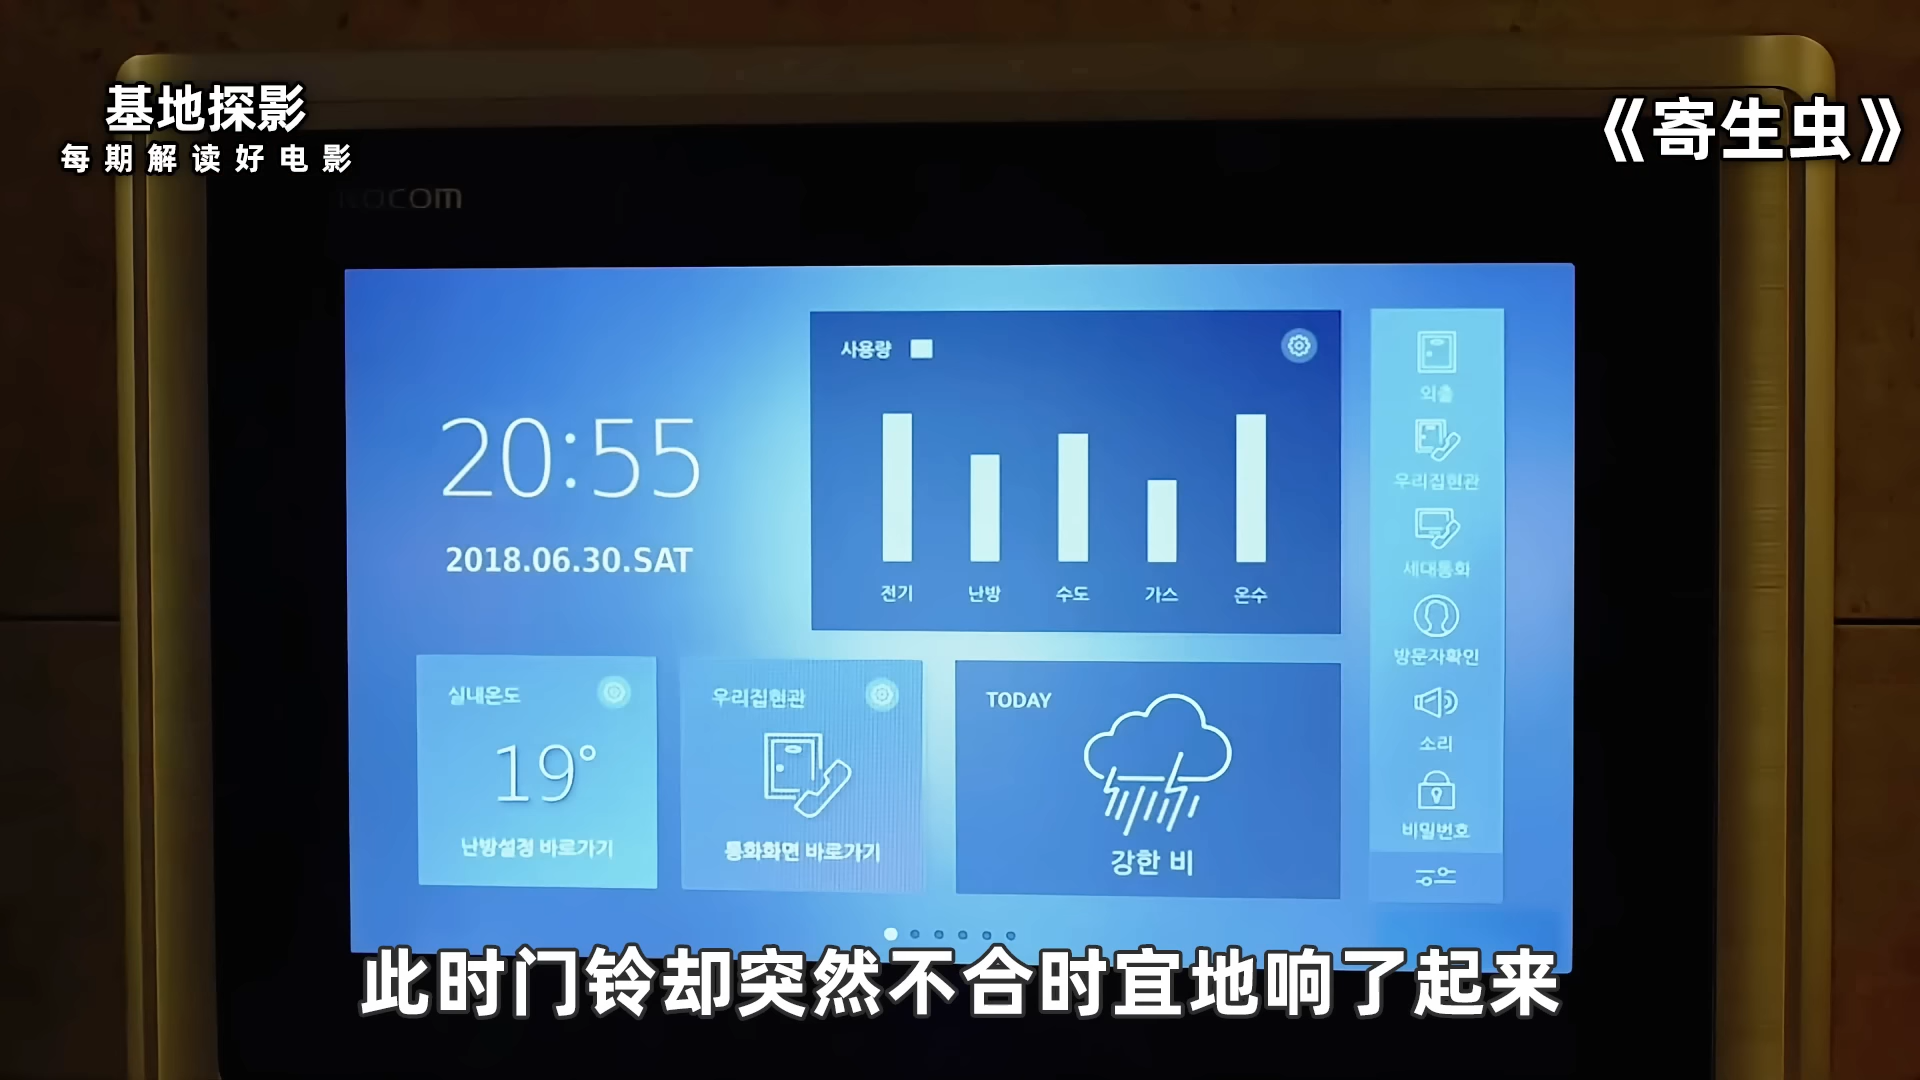 基地探影
每期解读好电影
《寄生虫》
KOCOM
사용량
20:55
2018.06.30.SAT
전기 난방 수도 가스 온수
외출
우리집현관
세대통화
방문자확인
소리
비밀번호
실내온도
19°
난방설정 바로가기
우리집현관
통화화면 바로가기
TODAY
강한 비
此时门铃却突然不合时宜地响了起来